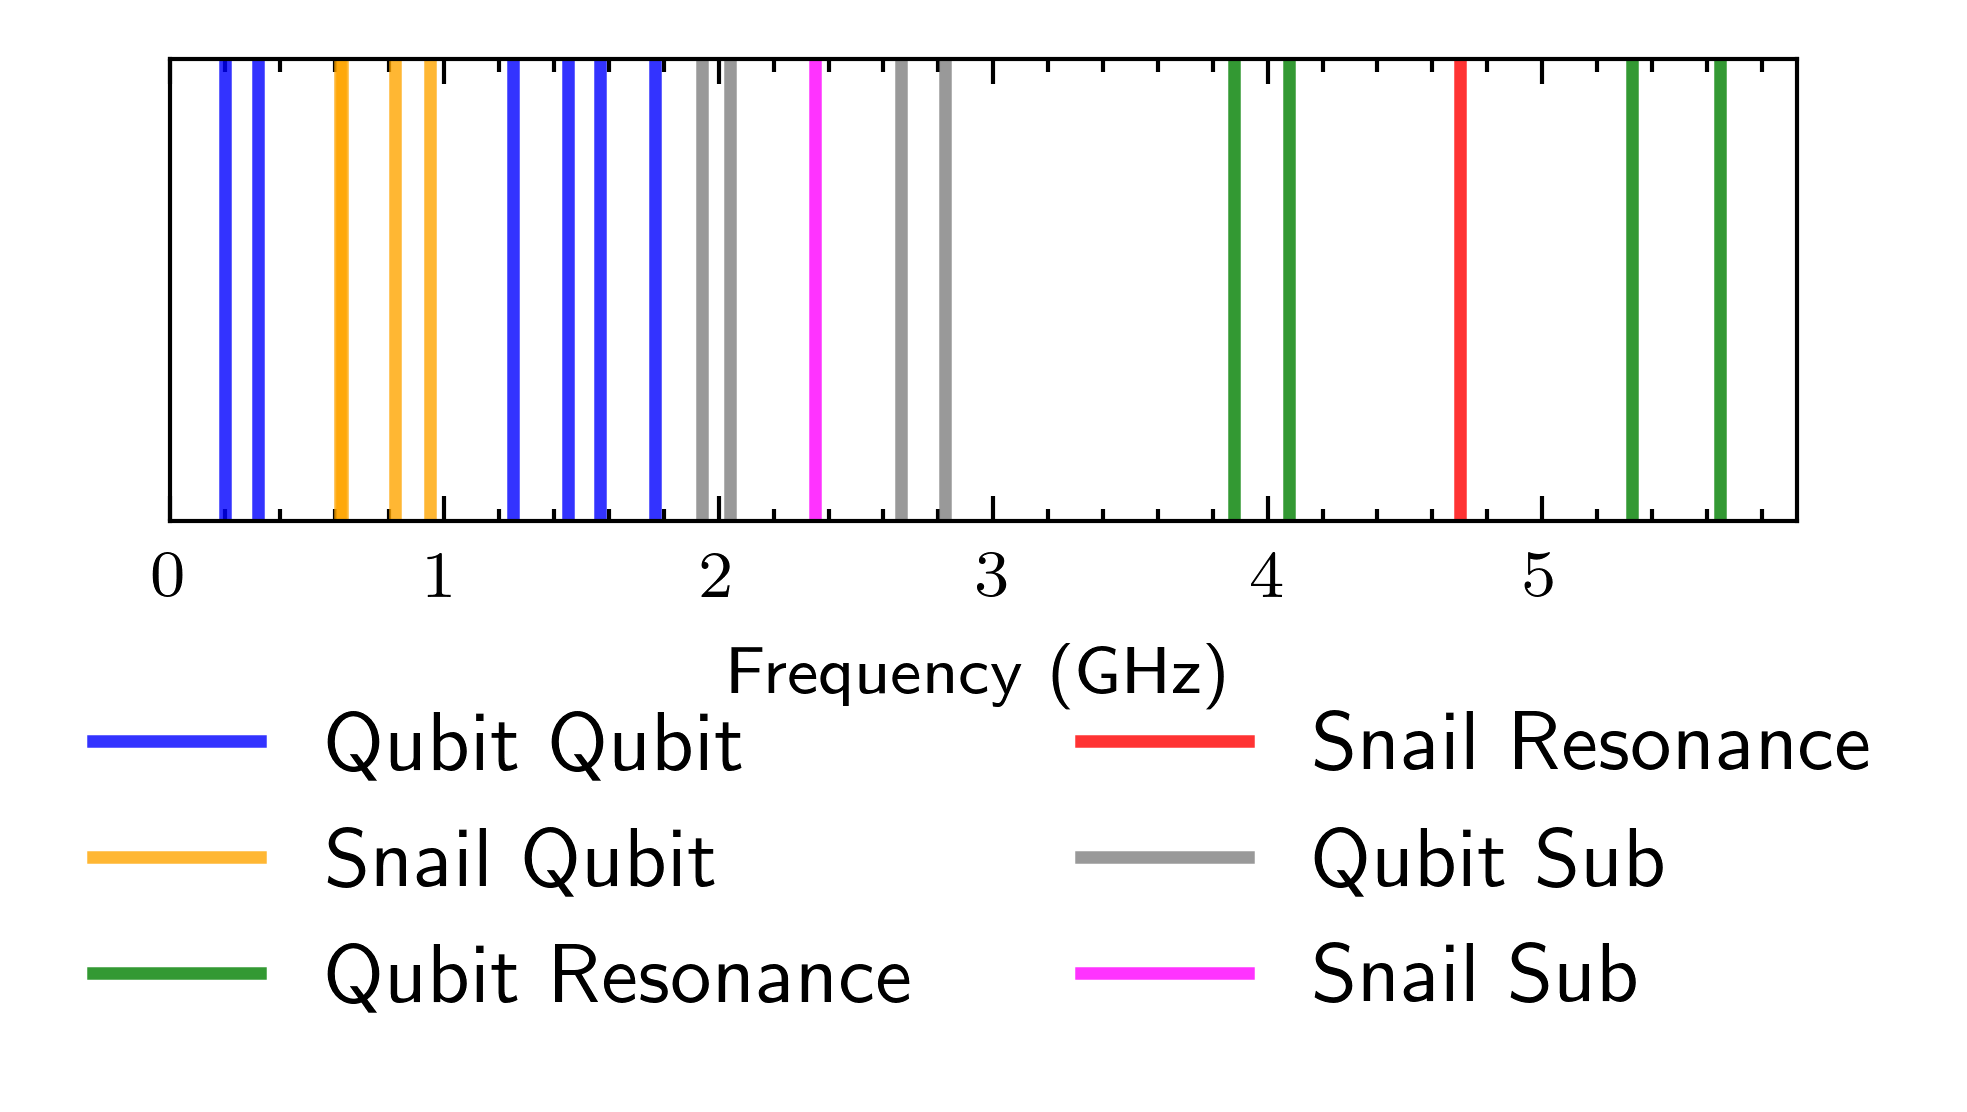 0 1 2 3 4 5
Frequency (GHz)
Qubit Qubit
Snail Qubit
Qubit Resonance
Snail Resonance
Qubit Sub
Snail Sub